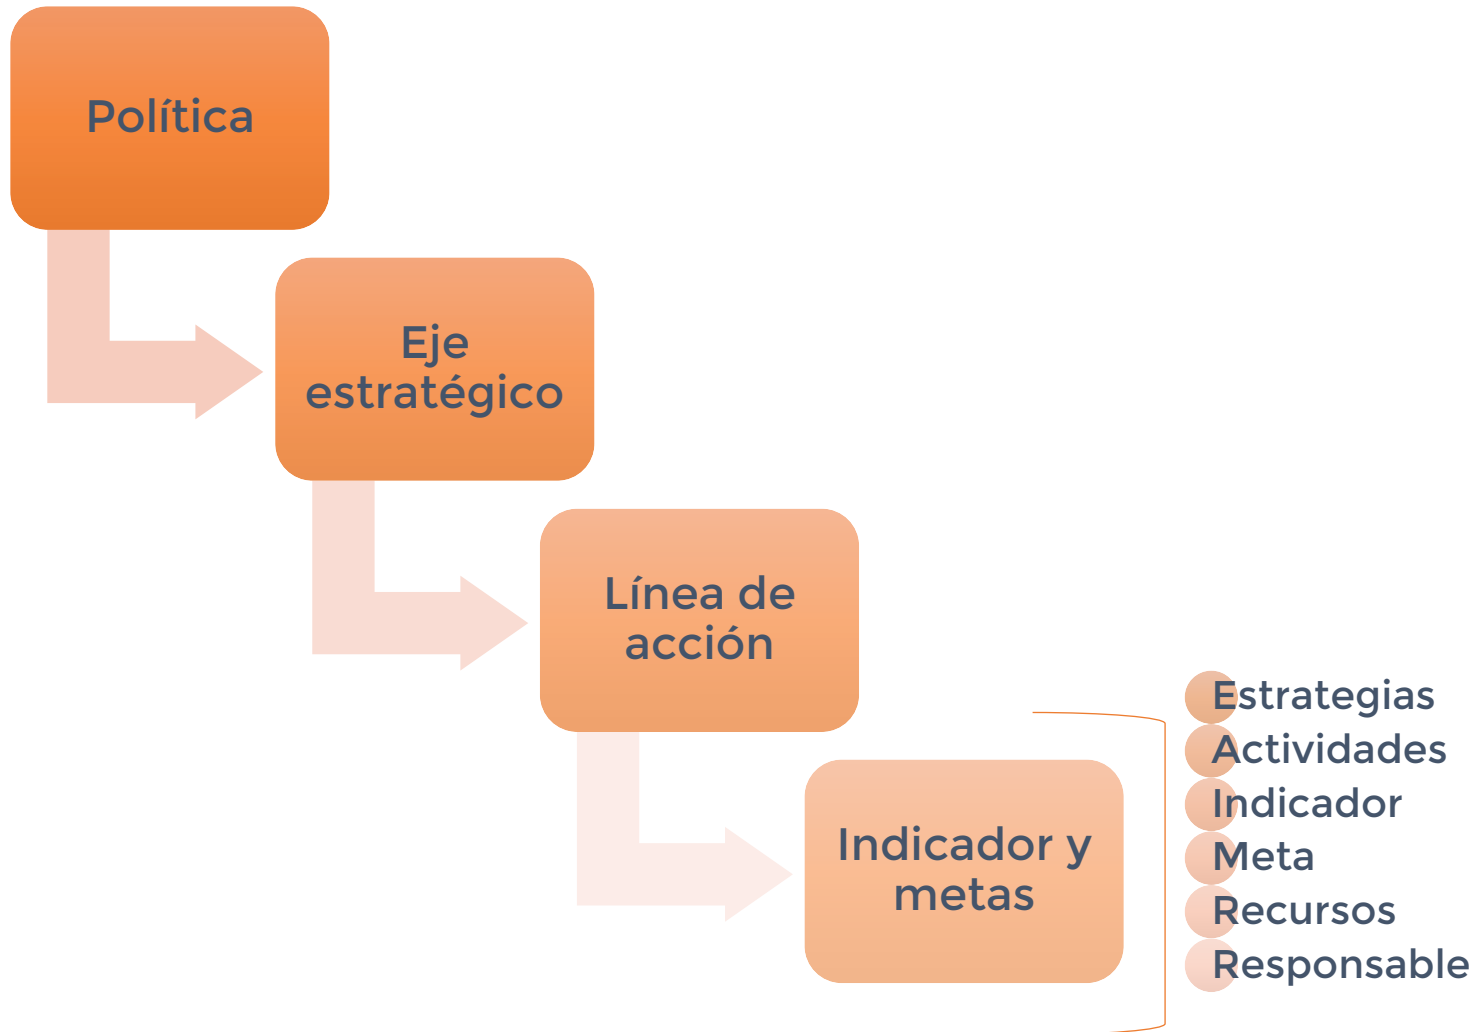 Política
Eje
estratégico
Línea de
acción
Indicador y
metas
Estrategias
Actividades
Indicador
Meta
Recursos
Responsable